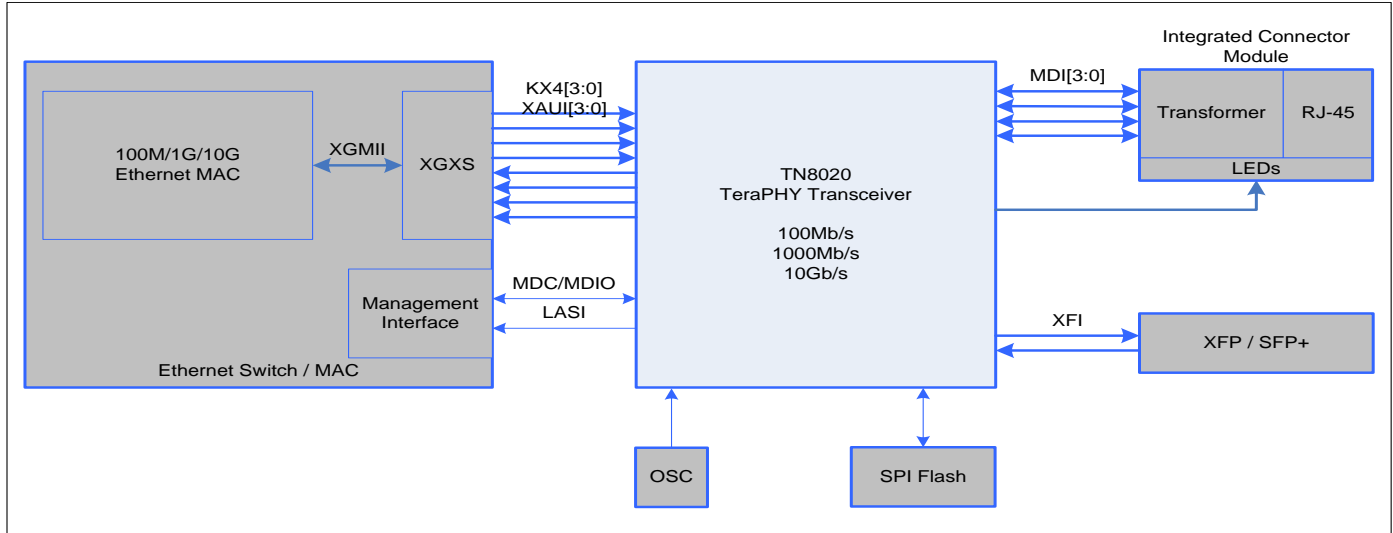 Integrated Connector
Module
KX4[3:0]
XAUI[3:0]
MDI[3:0]
100M/1G/10G
Ethernet MAC
XGMII
XGXS
TN8020
TeraPHY Transceiver
100Mb/s
1000Mb/s
10Gb/s
Transformer
RJ-45
LEDs
Management
Interface
MDC/MDIO
LASI
Ethernet Switch / MAC
XFI
XFP / SFP+
OSC
SPI Flash